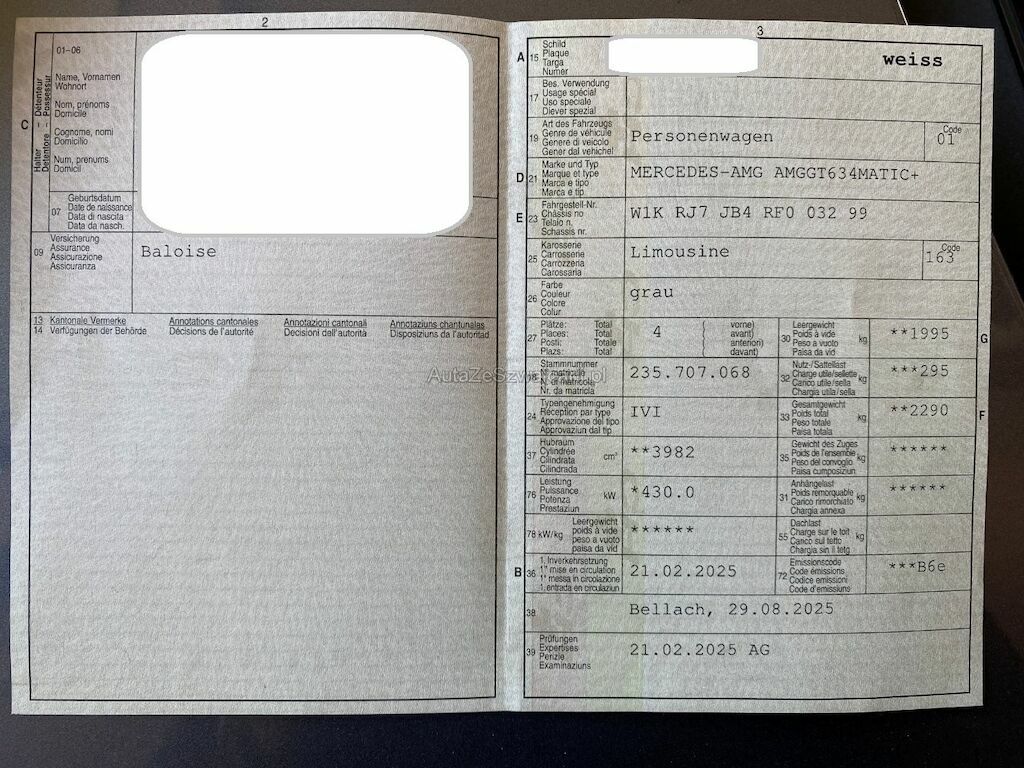 2
01-06
C
Halter – Détenteur
Detentore – Possessur
Name, Vornamen
Wohnort
Nom, prénoms
Domicile
Cognome, nomi
Domicilio
Num, prenums
Domicil
07
Geburtsdatum
Date de naissance
Data di nascita
Data da nasch.
09
Versicherung
Assurance
Assicurazione
Assicuranza
Baloise
13 Kantonale Vermerke Annotations cantonales Annotazioni cantonali Annotaziuns chantunalas
14 Verfügungen der Behörde Décisions de l'autorité Decisioni dell'autorità Disposiziuns da l'autoritad
AutaZeSzwajcarii.pl
3
A 15
Schild
Plaque
Targa
Numer
weiss
17
Bes. Verwendung
Usage spécial
Uso speciale
Diever spezial
19
Art des Fahrzeugs
Genre de véhicule
Genere di veicolo
Gener dal vehichel
Personenwagen
Code
01
D 21
Marke und Typ
Marque et type
Marca e tipo
Marca e tip
MERCEDES-AMG AMGGT634MATIC+
E 23
Fahrgestell-Nr.
Châssis no
Telaio n.
Schassis nr.
W1K RJ7 JB4 RF0 032 99
25
Karosserie
Carrosserie
Carrozzeria
Carossaria
Limousine
Code
163
26
Farbe
Couleur
Colore
Colur
grau
27
Plätze: Total
Places: Total
Posti: Totale
Plazs: Total
4
( vorne)
( avant)
( anteriori)
( davant)
30
Leergewicht
Poids à vide
Peso a vuoto
Paisa da vid
kg
**1995
G
Stammnummer
N. di matricola
Nr. da matricla
235.707.068
32
Nutz-/Sattellast
Charge utile/sellette
Carico utile/sella
Chargia utila/sella
kg
***295
24
Typengenehmigung
Réception par type
Approvazione del tipo
Approvaziun dal tip
IVI
33
Gesamtgewicht
Poids total
Peso totale
Paisa totala
kg
**2290
F
37
Hubraum
Cylindrée
Cilindrata
Cilindrada
cm³
**3982
35
Gewicht des Zuges
Poids de l'ensemble
Peso del convoglio
Paisa cumposiziun
kg
******
76
Leistung
Puissance
Potenza
Prestaziun
kW
*430.0
31
Anhängelast
Poids remorquable
Carico rimorchiato
Chargia annexa
kg
******
78 kW/kg
Leergewicht
poids à vide
peso a vuoto
paisa da vid
******
55
Dachlast
Charge sur le toit
Carico sul tetto
Chargia sin il tetg
kg
B 36
1. Inverkehrsetzung
1re mise en circulation
1a messa in circolazione
1. entrada en circulaziun
21.02.2025
72
Emissionscode
Code émissions
Codice emissioni
Code d'emissiuns
***B6e
38
Bellach, 29.08.2025
39
Prüfungen
Expertises
Perizie
Examinaziuns
21.02.2025 AG